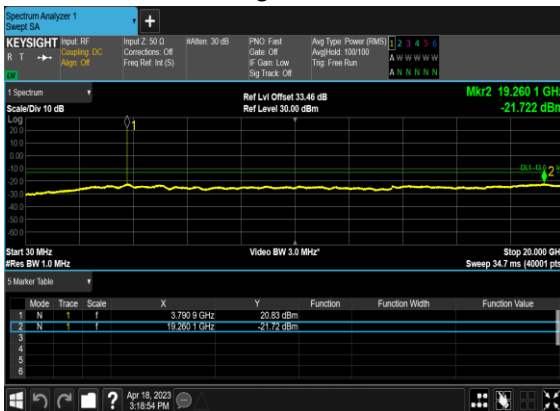 Spectrum Analyzer 1
Swept SA
+
KEYSIGHT Input: RF Input Z: 50 Ω #Atten: 30 dB PNO: Fast Avg Type: Power (RMS) 1 2 3 4 5 6
R T Coupling: DC Corrections: Off Gate: Off Avg|Hold: 100/100 A W W W W W
Align: Off Freq Ref: Int (S) IF Gain: Low Trig: Free Run
LV Sig Track: Off A N N N N N
1 Spectrum Ref Lvl Offset 33.46 dB Mkr2 19.260 1 GHz
Scale/Div 10 dB Ref Level 30.00 dBm -21.722 dBm
Log
20.0
1
10.0
0.00
-10.0
DL1 -13.0
2
-20.0
-30.0
-40.0
-50.0
-60.0
Start 30 MHz Video BW 3.0 MHz* Stop 20.000 GH
#Res BW 1.0 MHz Sweep 34.7 ms (40001 pts
5 Marker Table
Mode Trace Scale X Y Function Function Width Function Value
1 N 1 f 3.790 9 GHz 20.83 dBm
2 N 1 f 19.260 1 GHz -21.72 dBm
3
4
5
6
? Apr 18, 2023
3:18:54 PM